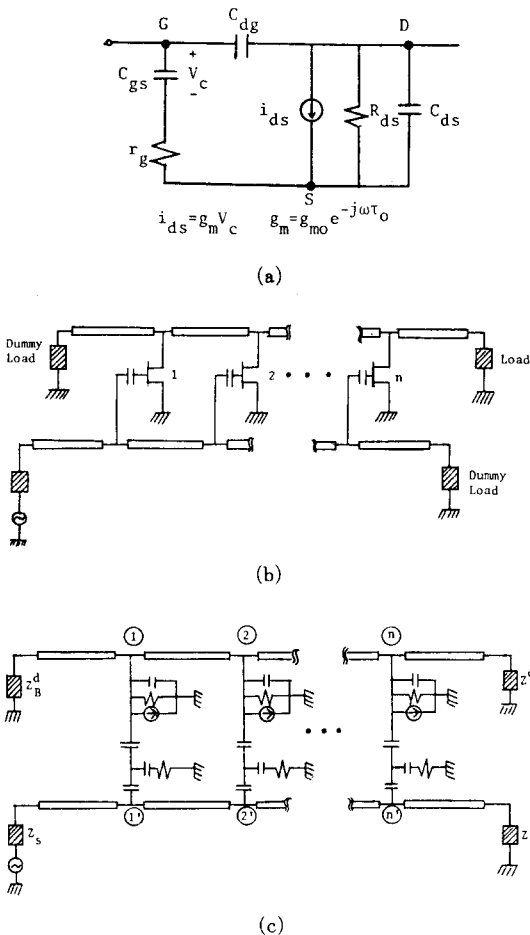 G C_dg D
C_gs + V_c - i_ds R_ds C_ds
r_g
S
i_ds=g_m V_c g_m=g_mo e^-jωτ_o
(a)
Dummy Load
1 2 • • • n
Load
Dummy Load
(b)
1 2 n
Z_B^d
• • •
1' 2' n'
Z_s Z
(c)